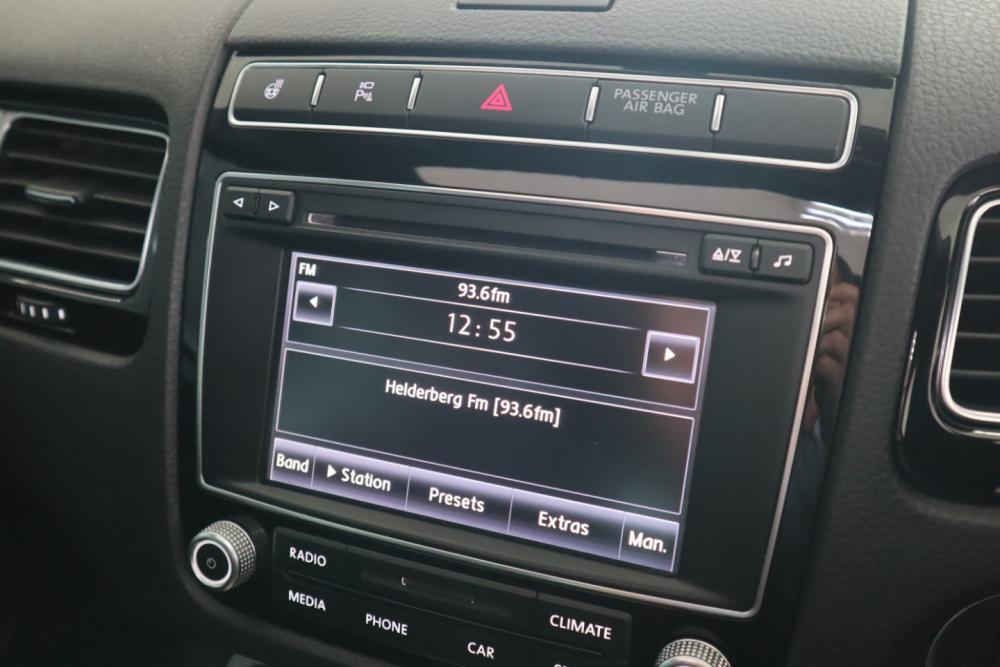 PASSENGER
AIR BAG
FM
93.6fm
12:55
Helderberg Fm [93.6fm]
Band
Station
Presets
Extras
Man.
RADIO
MEDIA
PHONE
CAR
CLIMATE